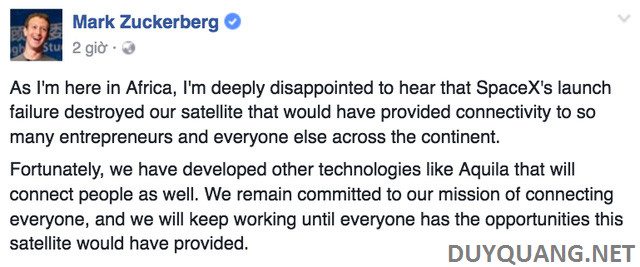 Mark Zuckerberg
2 giờ ·
As I'm here in Africa, I'm deeply disappointed to hear that SpaceX's launch
failure destroyed our satellite that would have provided connectivity to so
many entrepreneurs and everyone else across the continent.
Fortunately, we have developed other technologies like Aquila that will
connect people as well. We remain committed to our mission of connecting
everyone, and we will keep working until everyone has the opportunities this
satellite would have provided.
DUYQUANG.NET